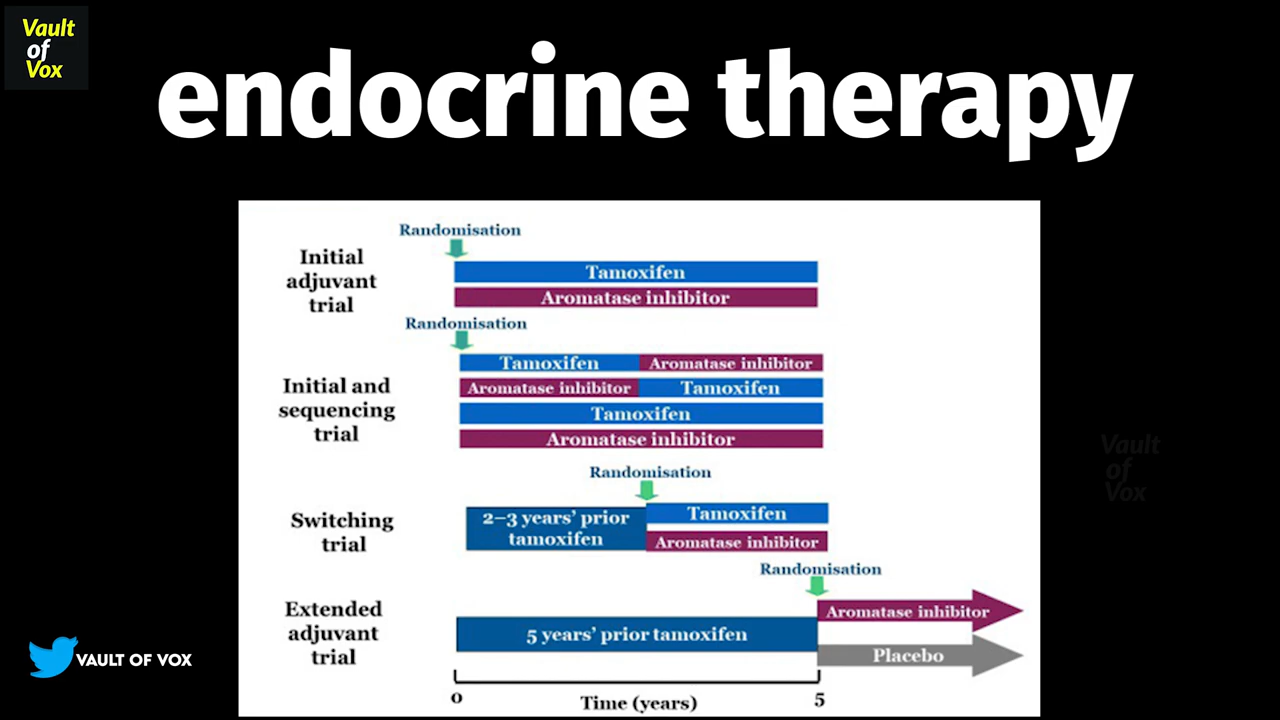 Vault
of
Vox
endocrine therapy
Randomisation
Initial
adjuvant
trial
Tamoxifen
Aromatase inhibitor
Randomisation
Initial and
sequencing
trial
Tamoxifen Aromatase inhibitor
Aromatase inhibitor Tamoxifen
Tamoxifen
Aromatase inhibitor
Randomisation
Switching
trial
2–3 years’ prior
tamoxifen
Tamoxifen
Aromatase inhibitor
Randomisation
Extended
adjuvant
trial
5 years’ prior tamoxifen
Aromatase inhibitor
Placebo
0 5
Time (years)
VAULT OF VOX
Vault
of
Vox